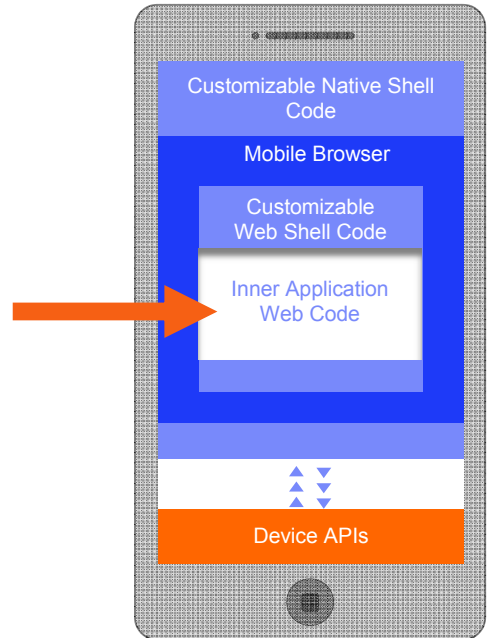 Customizable Native Shell
Code
Mobile Browser
Customizable
Web Shell Code
Inner Application
Web Code
Device APIs